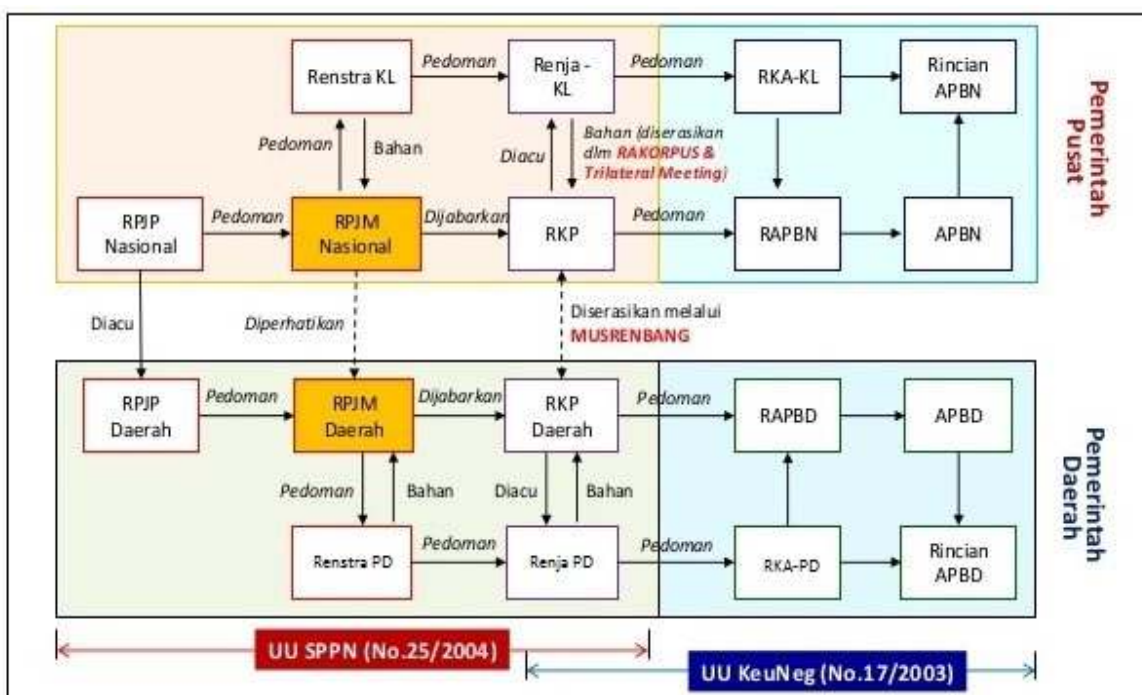 Pedoman
Pedoman
Renstra KL
Renja -
KL
RKA-KL
Rincian
APBN
Pedoman
Bahan
Diacu
Bahan (diserasikan
dlm RAKORPUS &
Trilateral Meeting)
RPJP
Nasional
Pedoman
RPJM
Nasional
Dijabarkan
RKP
Pedoman
RAPBN
APBN
Pemerintah
Pusat
Diacu
Diperhatikan
Diserasikan melalui
MUSRENBANG
RPJP
Daerah
Pedoman
RPJM
Daerah
Dijabarkan
RKP
Daerah
Pedoman
RAPBD
APBD
Pedoman
Bahan
Diacu
Bahan
Renstra PD
Pedoman
Renja PD
Pedoman
RKA-PD
Rincian
APBD
Pemerintah
Daerah
UU SPPN (No.25/2004)
UU KeuNeg (No.17/2003)